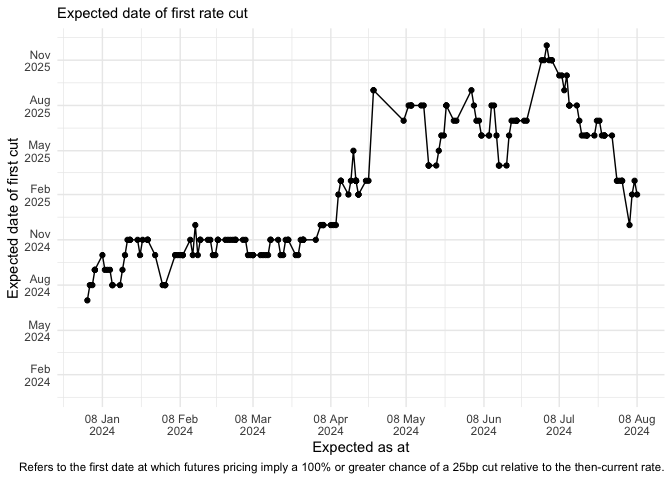 Expected date of first rate cut
Expected date of first cut
Nov
2025
Aug
2025
May
2025
Feb
2025
Nov
2024
Aug
2024
May
2024
Feb
2024
08 Jan
2024
08 Feb
2024
08 Mar
2024
08 Apr
2024
08 May
2024
08 Jun
2024
08 Jul
2024
08 Aug
2024
Expected as at
Refers to the first date at which futures pricing imply a 100% or greater chance of a 25bp cut relative to the then-current rate.